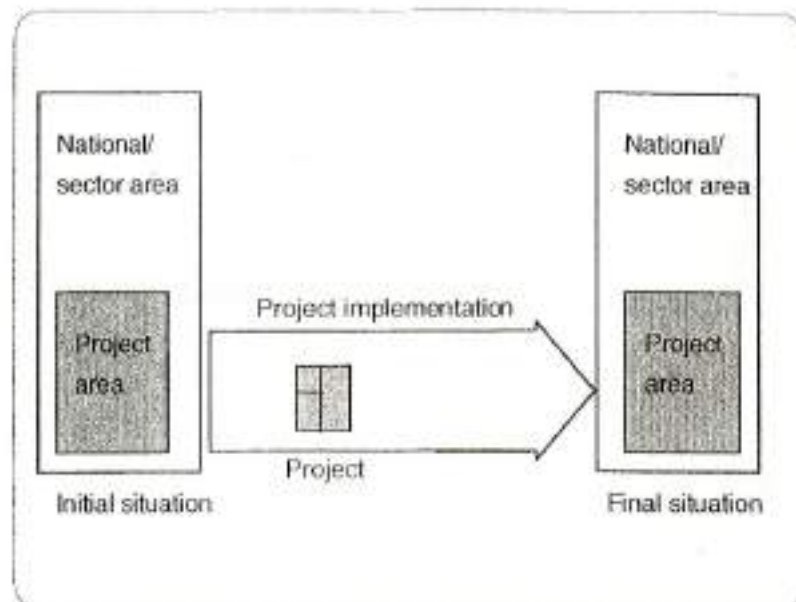 National/
sector area
Project
area
Initial situation
Project implementation
Project
National/
sector area
Project
area
Final situation